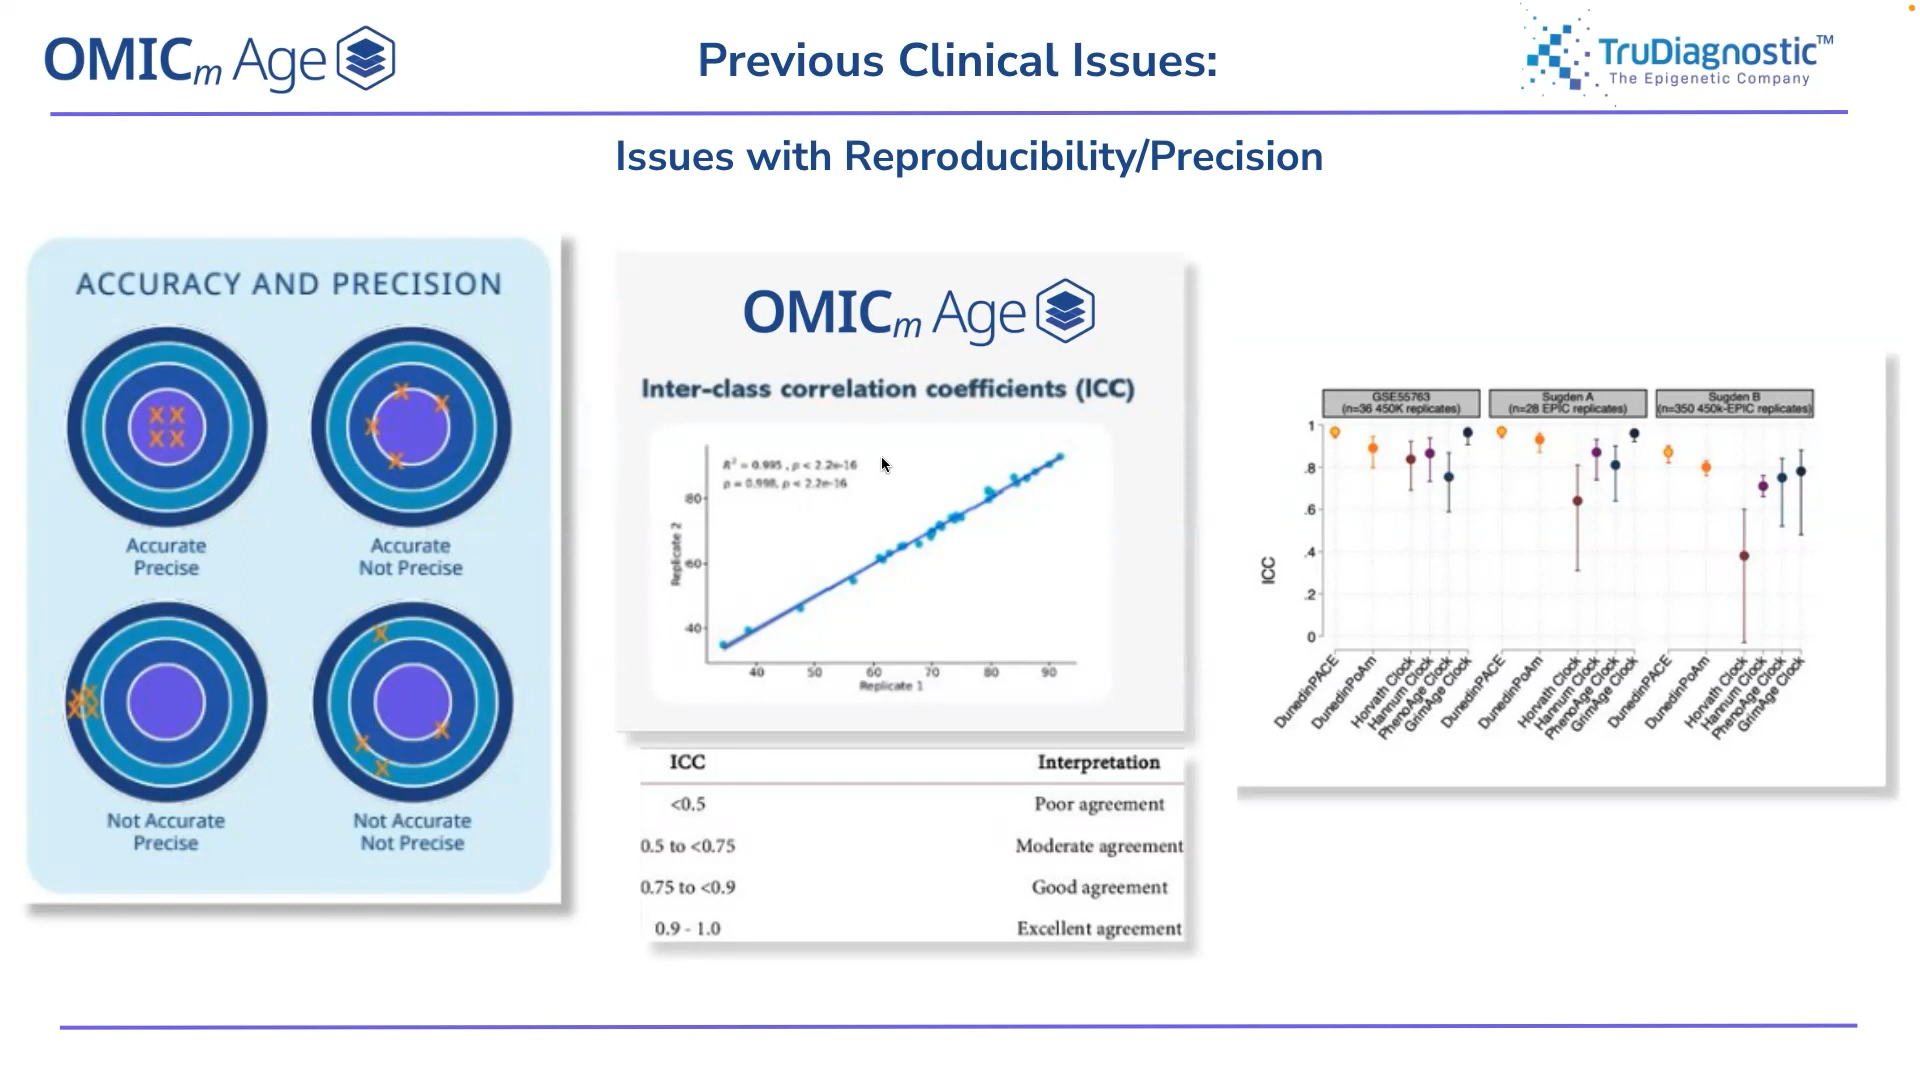 OMICm Age
Previous Clinical Issues:
TruDiagnostic™
The Epigenetic Company
Issues with Reproducibility/Precision
ACCURACY AND PRECISION
X X
X X
X
X
X
X
Accurate
Precise
Accurate
Not Precise
X X
X X
X
X
X
X
Not Accurate
Precise
Not Accurate
Not Precise
OMICm Age
Inter-class correlation coefficients (ICC)
R² = 0.995, p < 2.2e-16
ρ = 0.998, p < 2.2e-16
Replicate 2
80
60
40
40 50 60 70 80 90
Replicate 1
ICC Interpretation
<0.5 Poor agreement
0.5 to <0.75 Moderate agreement
0.75 to <0.9 Good agreement
0.9 - 1.0 Excellent agreement
GSE55763
(n=36 450K replicates)
Sugden A
(n=28 EPIC replicates)
Sugden B
(n=350 450k-EPIC replicates)
ICC
1
.8
.6
.4
.2
0
DunedinPACE
DunedinPoAm
Horvath Clock
Hannum Clock
PhenoAge Clock
GrimAge Clock
DunedinPACE
DunedinPoAm
Horvath Clock
Hannum Clock
PhenoAge Clock
GrimAge Clock
DunedinPACE
DunedinPoAm
Horvath Clock
Hannum Clock
PhenoAge Clock
GrimAge Clock